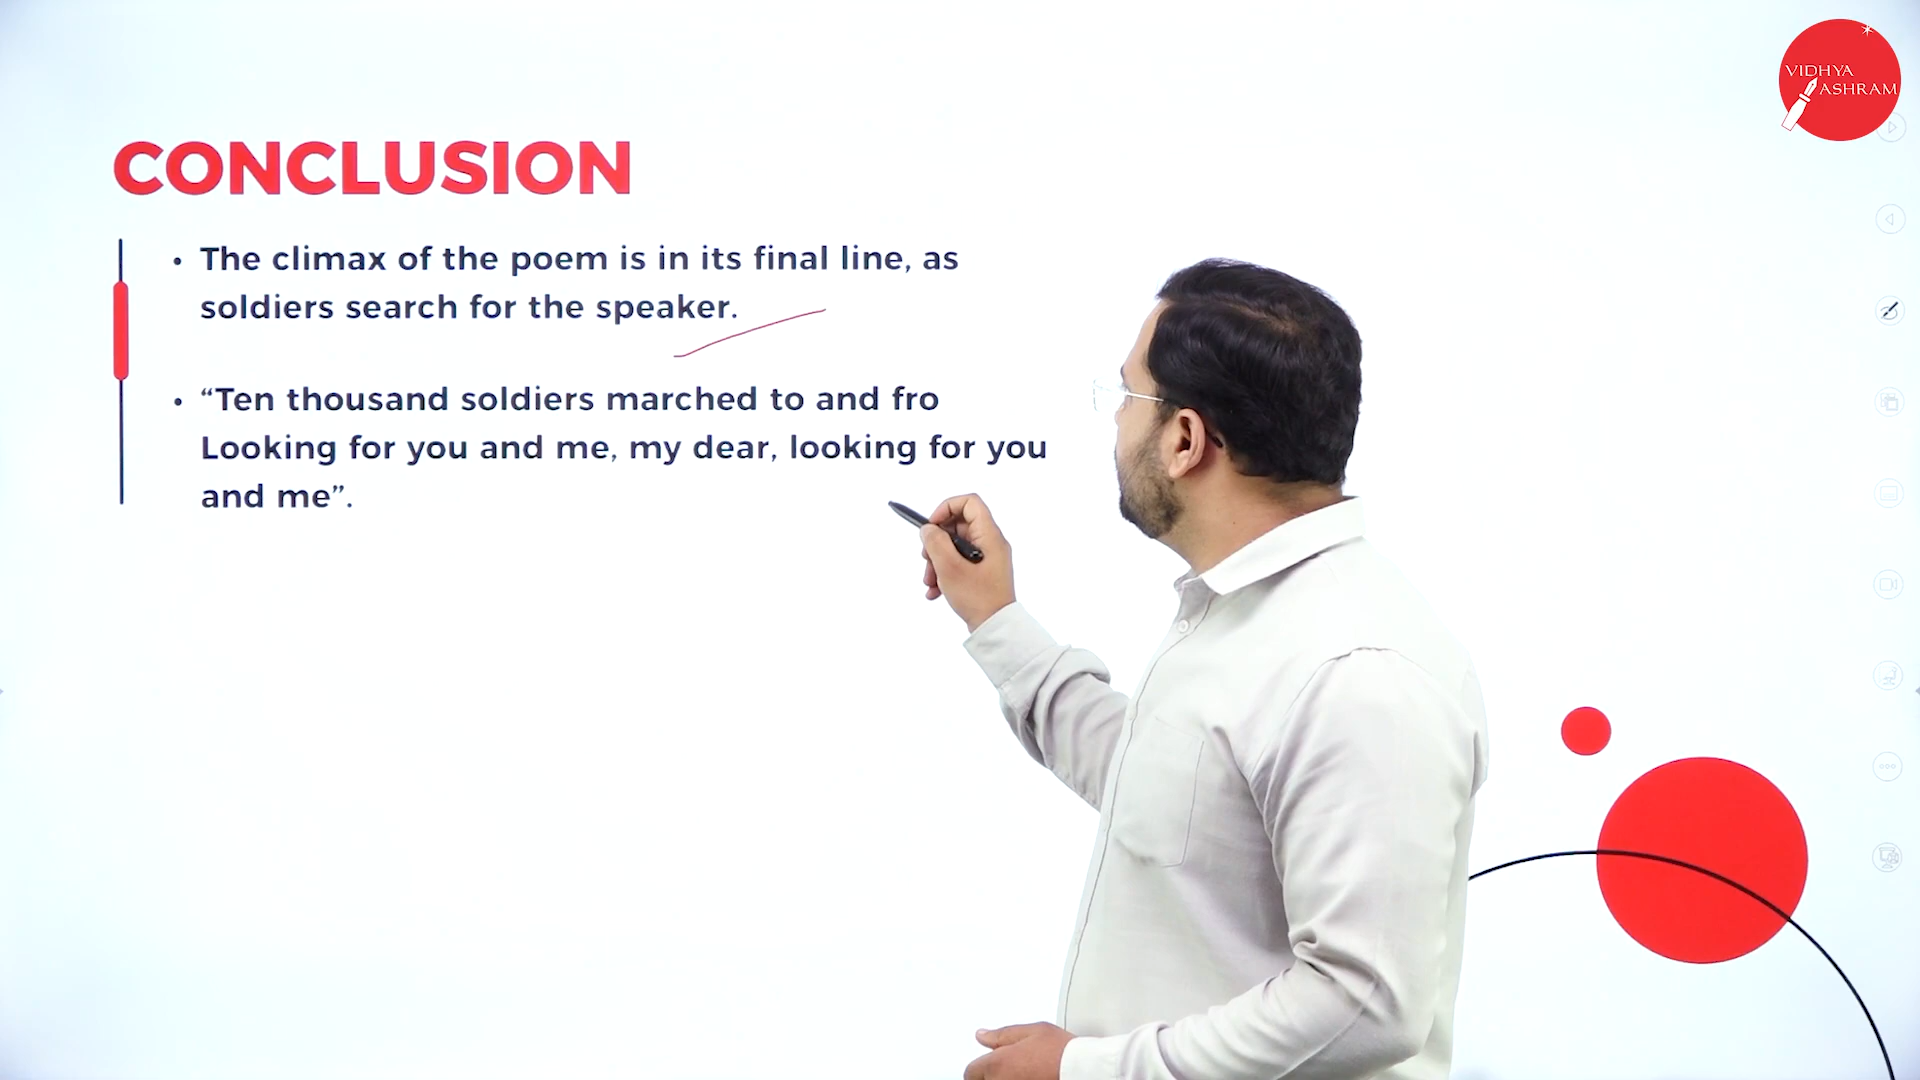 VIDHYA
ASHRAM
CONCLUSION
• The climax of the poem is in its final line, as
soldiers search for the speaker.
• “Ten thousand soldiers marched to and fro
Looking for you and me, my dear, looking for you
and me”.